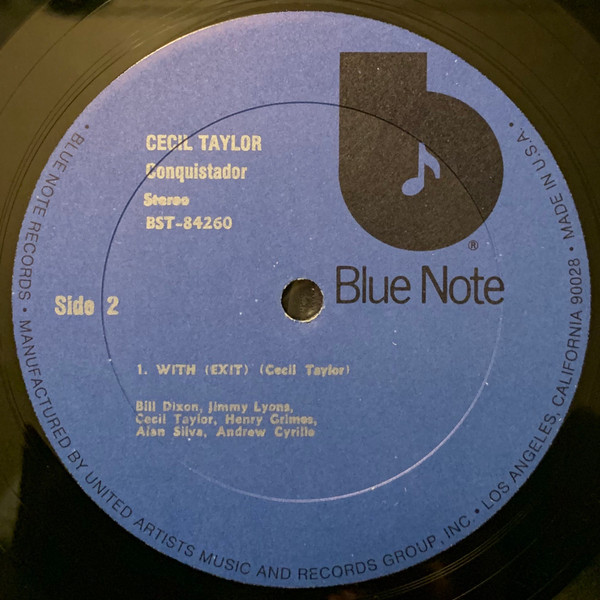 CECIL TAYLOR
Conquistador
Stereo
BST-84260
®
Blue Note
Side 2
1. WITH (EXIT) (Cecil Taylor)
Bill Dixon, Jimmy Lyons,
Cecil Taylor, Henry Grimes,
Alan Silva, Andrew Cyrille
• BLUE NOTE RECORDS • MANUFACTURED BY UNITED ARTISTS MUSIC AND RECORDS GROUP, INC. • LOS ANGELES, CALIFORNIA 90028 • MADE IN U.S.A.